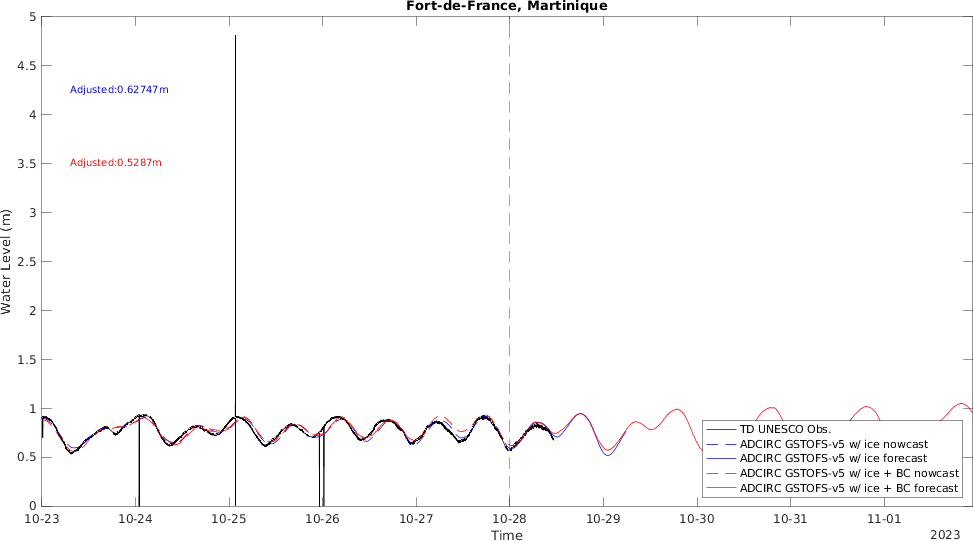 Fort-de-France, Martinique
5
4.5
Adjusted:0.62747m
4
3.5
Adjusted:0.5287m
3
2.5
2
1.5
1
0.5
0
Water Level (m)
TD UNESCO Obs.
ADCIRC GSTOFS-v5 w/ ice nowcast
ADCIRC GSTOFS-v5 w/ ice forecast
ADCIRC GSTOFS-v5 w/ ice + BC nowcast
ADCIRC GSTOFS-v5 w/ ice + BC forecast
10-23 10-24 10-25 10-26 10-27 10-28 10-29 10-30 10-31 11-01
Time
2023